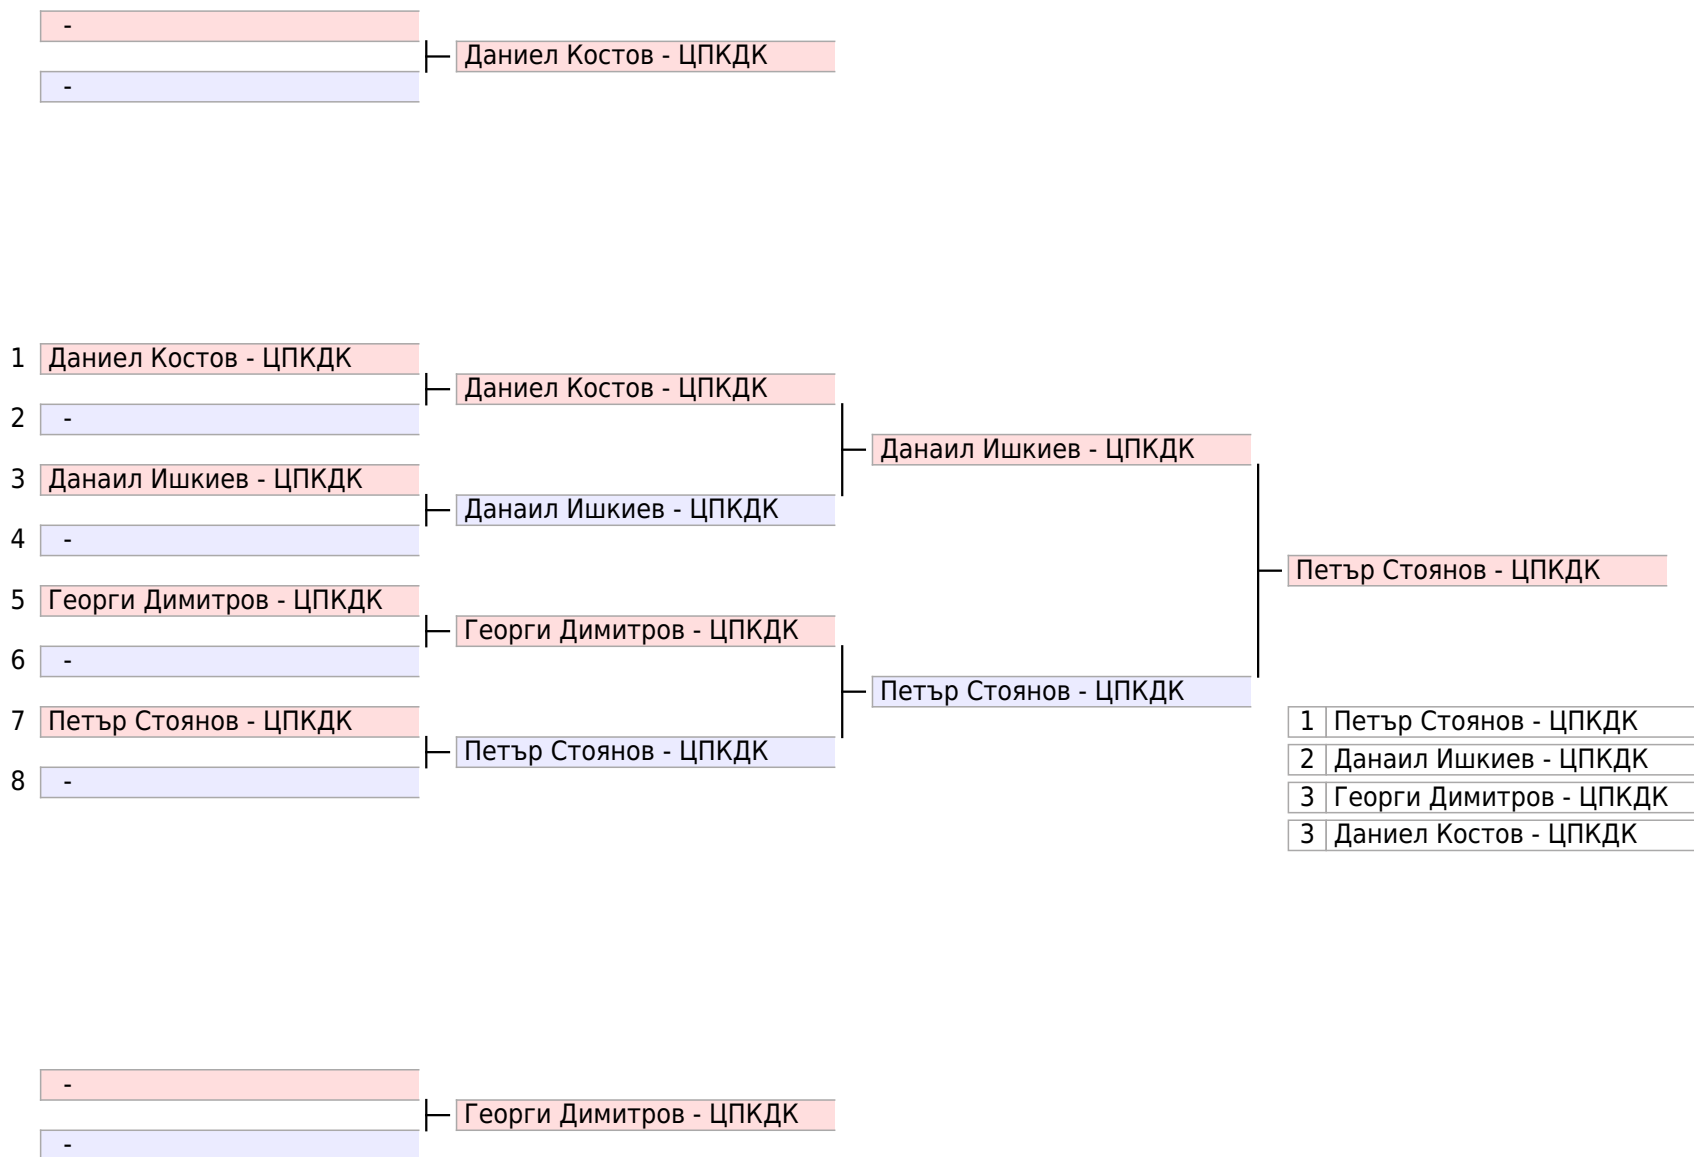 -
Даниел Костов - ЦПКДК
-
1 Даниел Костов - ЦПКДК
Даниел Костов - ЦПКДК
2 -
Данаил Ишкиев - ЦПКДК
3 Данаил Ишкиев - ЦПКДК
Данаил Ишкиев - ЦПКДК
4 -
Петър Стоянов - ЦПКДК
5 Георги Димитров - ЦПКДК
Георги Димитров - ЦПКДК
6 -
Петър Стоянов - ЦПКДК
7 Петър Стоянов - ЦПКДК
Петър Стоянов - ЦПКДК
8 -
1 Петър Стоянов - ЦПКДК
2 Данаил Ишкиев - ЦПКДК
3 Георги Димитров - ЦПКДК
3 Даниел Костов - ЦПКДК
-
Георги Димитров - ЦПКДК
-